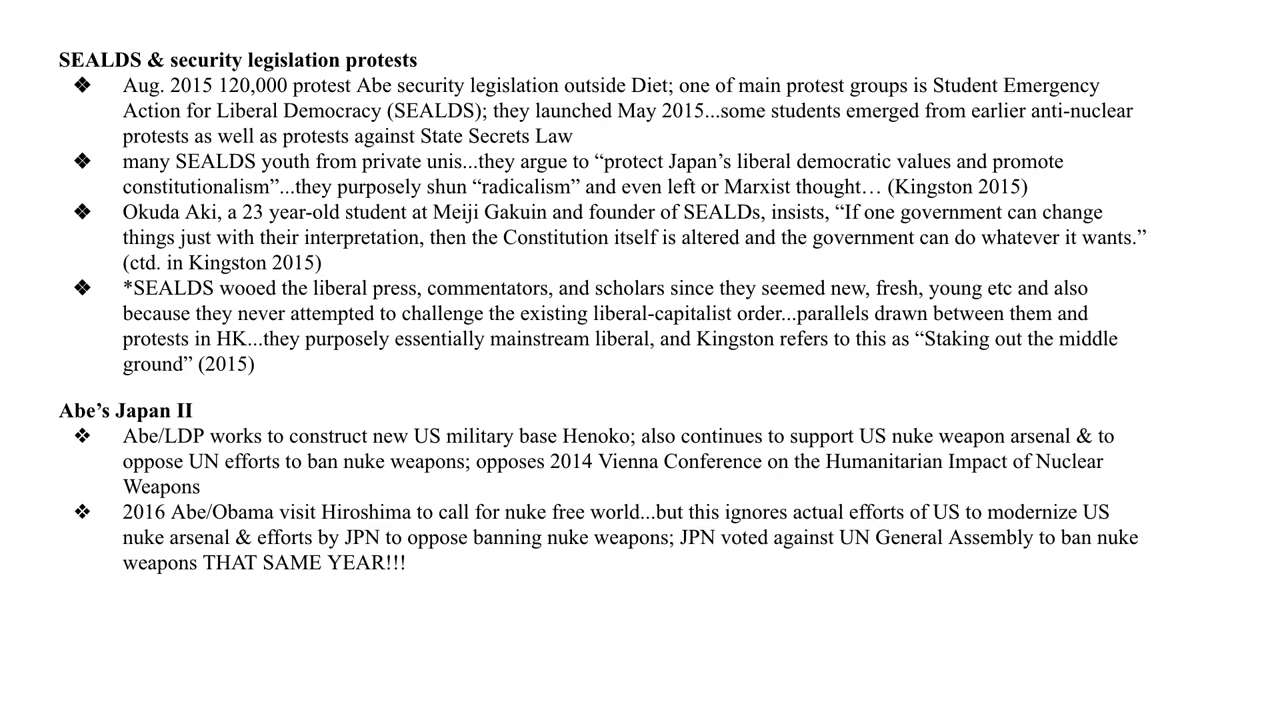 SEALDS & security legislation protests
❖ Aug. 2015 120,000 protest Abe security legislation outside Diet; one of main protest groups is Student Emergency
Action for Liberal Democracy (SEALDS); they launched May 2015...some students emerged from earlier anti-nuclear
protests as well as protests against State Secrets Law
❖ many SEALDS youth from private unis...they argue to “protect Japan’s liberal democratic values and promote
constitutionalism”...they purposely shun “radicalism” and even left or Marxist thought… (Kingston 2015)
❖ Okuda Aki, a 23 year-old student at Meiji Gakuin and founder of SEALDs, insists, “If one government can change
things just with their interpretation, then the Constitution itself is altered and the government can do whatever it wants.”
(ctd. in Kingston 2015)
❖ *SEALDS wooed the liberal press, commentators, and scholars since they seemed new, fresh, young etc and also
because they never attempted to challenge the existing liberal-capitalist order...parallels drawn between them and
protests in HK...they purposely essentially mainstream liberal, and Kingston refers to this as “Staking out the middle
ground” (2015)
Abe’s Japan II
❖ Abe/LDP works to construct new US military base Henoko; also continues to support US nuke weapon arsenal & to
oppose UN efforts to ban nuke weapons; opposes 2014 Vienna Conference on the Humanitarian Impact of Nuclear
Weapons
❖ 2016 Abe/Obama visit Hiroshima to call for nuke free world...but this ignores actual efforts of US to modernize US
nuke arsenal & efforts by JPN to oppose banning nuke weapons; JPN voted against UN General Assembly to ban nuke
weapons THAT SAME YEAR!!!